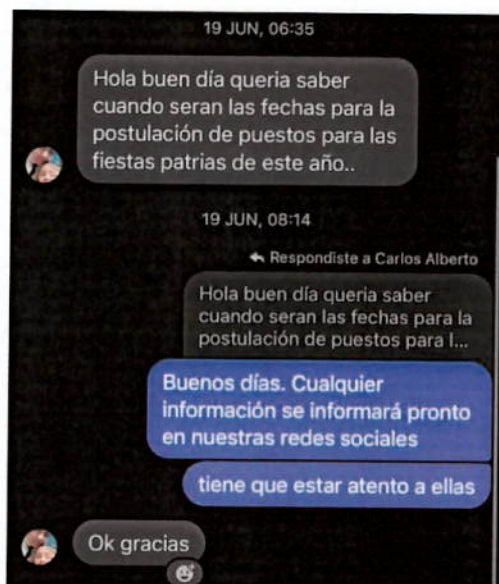 19 JUN, 06:35
Hola buen día queria saber
cuando seran las fechas para la
postulación de puestos para las
fiestas patrias de este año..
19 JUN, 08:14
Respondiste a Carlos Alberto
Hola buen día queria saber
cuando seran las fechas para la
postulación de puestos para l...
Buenos días. Cualquier
información se informará pronto
en nuestras redes sociales
tiene que estar atento a ellas
Ok gracias